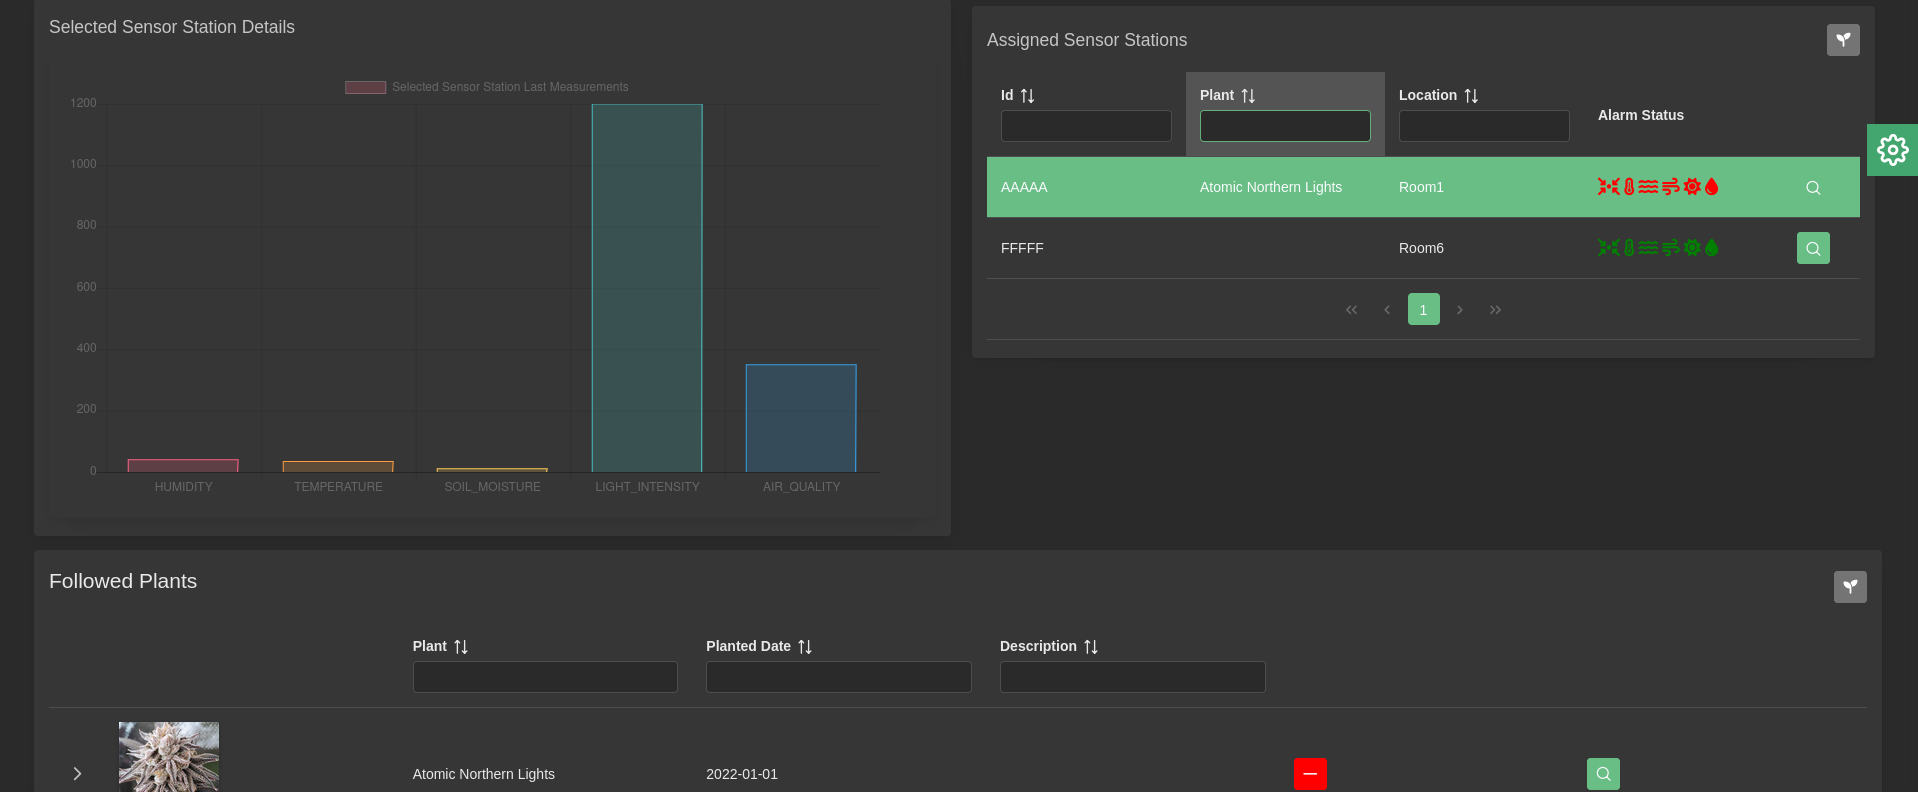 Selected Sensor Station Details
Selected Sensor Station Last Measurements
1200
1000
800
600
400
200
0
HUMIDITY TEMPERATURE SOIL_MOISTURE LIGHT_INTENSITY AIR_QUALITY
Assigned Sensor Stations
Id Plant Location Alarm Status
AAAAA Atomic Northern Lights Room1
FFFFF Room6
1
Followed Plants
Plant Planted Date Description
Atomic Northern Lights 2022-01-01